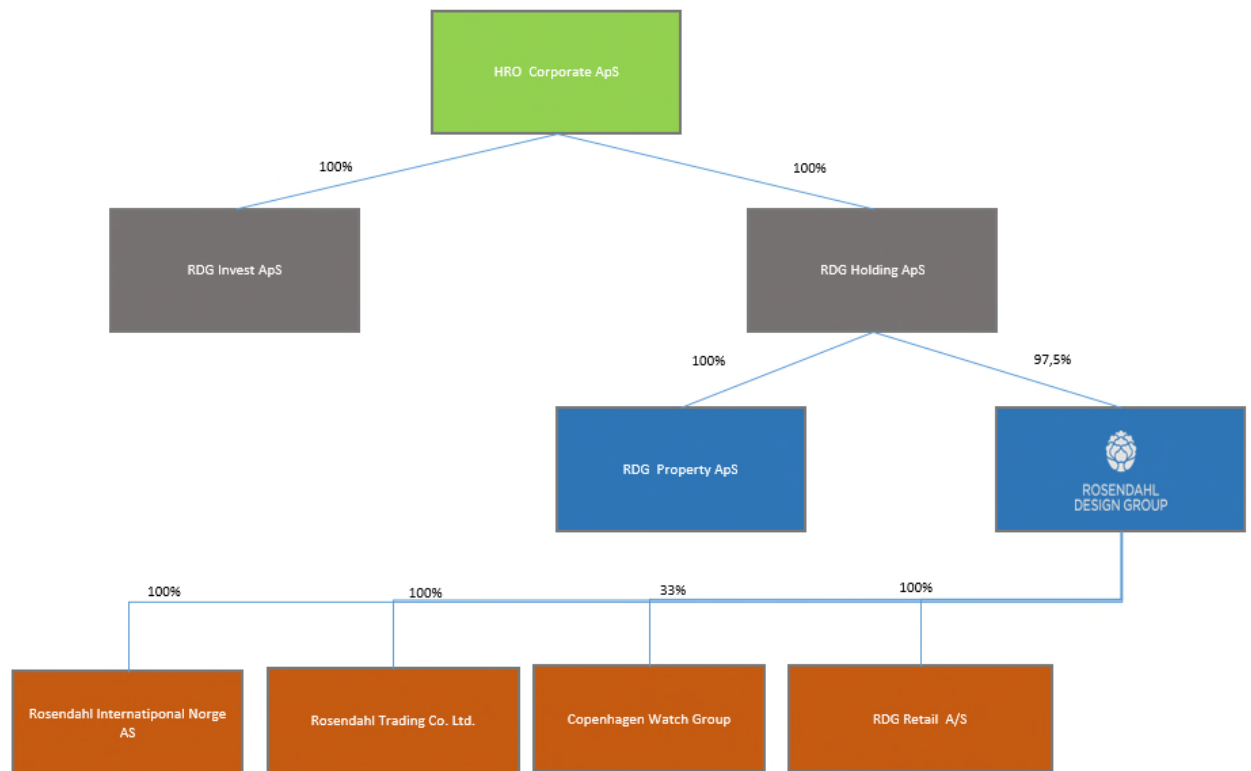 HRO Corporate ApS
100%
100%
RDG Invest ApS
RDG Holding ApS
100%
97,5%
RDG Property ApS
ROSENDAHL
DESIGN GROUP
100%
100%
33%
100%
Rosendahl Internatiponal Norge
AS
Rosendahl Trading Co. Ltd.
Copenhagen Watch Group
RDG Retail A/S